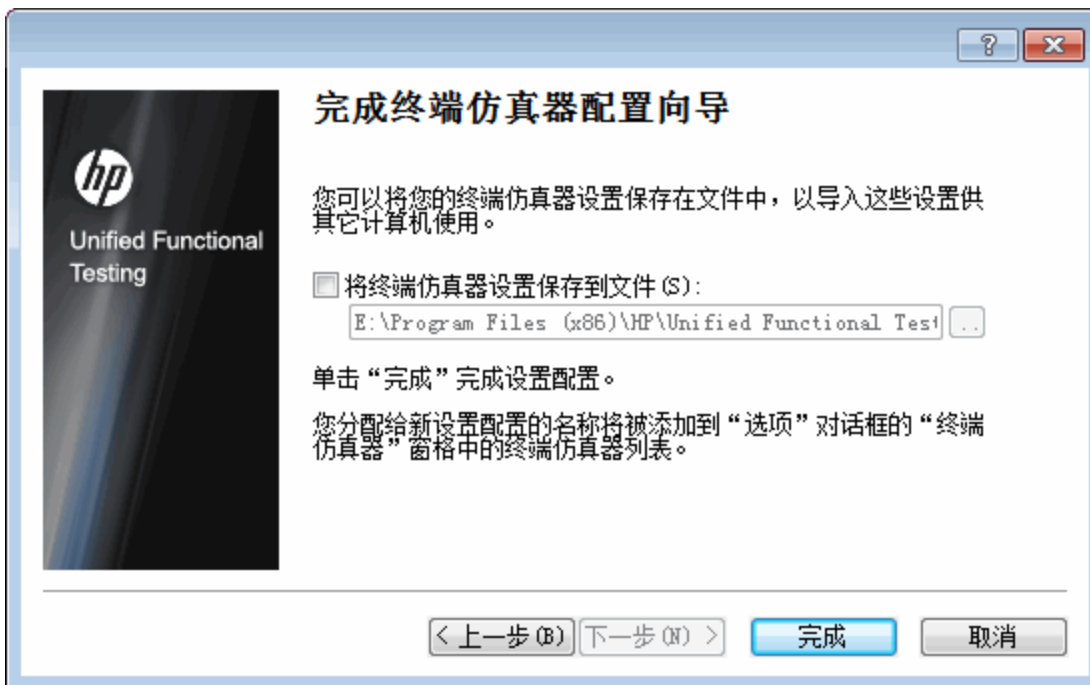 ?
完成终端仿真器配置向导
hp
Unified Functional
Testing
您可以将您的终端仿真器设置保存在文件中，以导入这些设置供
其它计算机使用。
将终端仿真器设置保存到文件(S):
E:\Program Files (x86)\HP\Unified Functional Test
..
单击“完成”完成设置配置。
您分配给新设置配置的名称将被添加到“选项”对话框的“终端
仿真器”窗格中的终端仿真器列表。
< 上一步(B)
下一步(N) >
完成
取消